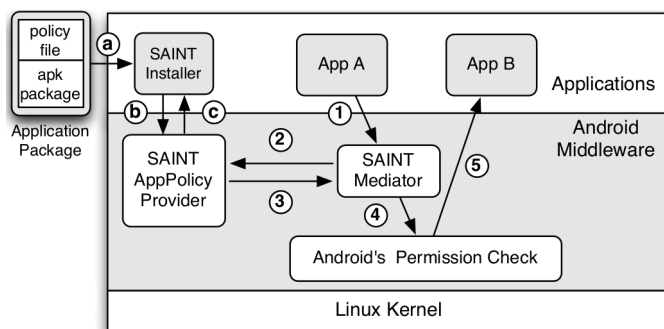 policy
file
apk
package
Application
Package
a
SAINT
Installer
App A
App B
Applications
b
c
1
Android
Middleware
SAINT
AppPolicy
Provider
2
3
SAINT
Mediator
4
5
Android's Permission Check
Linux Kernel